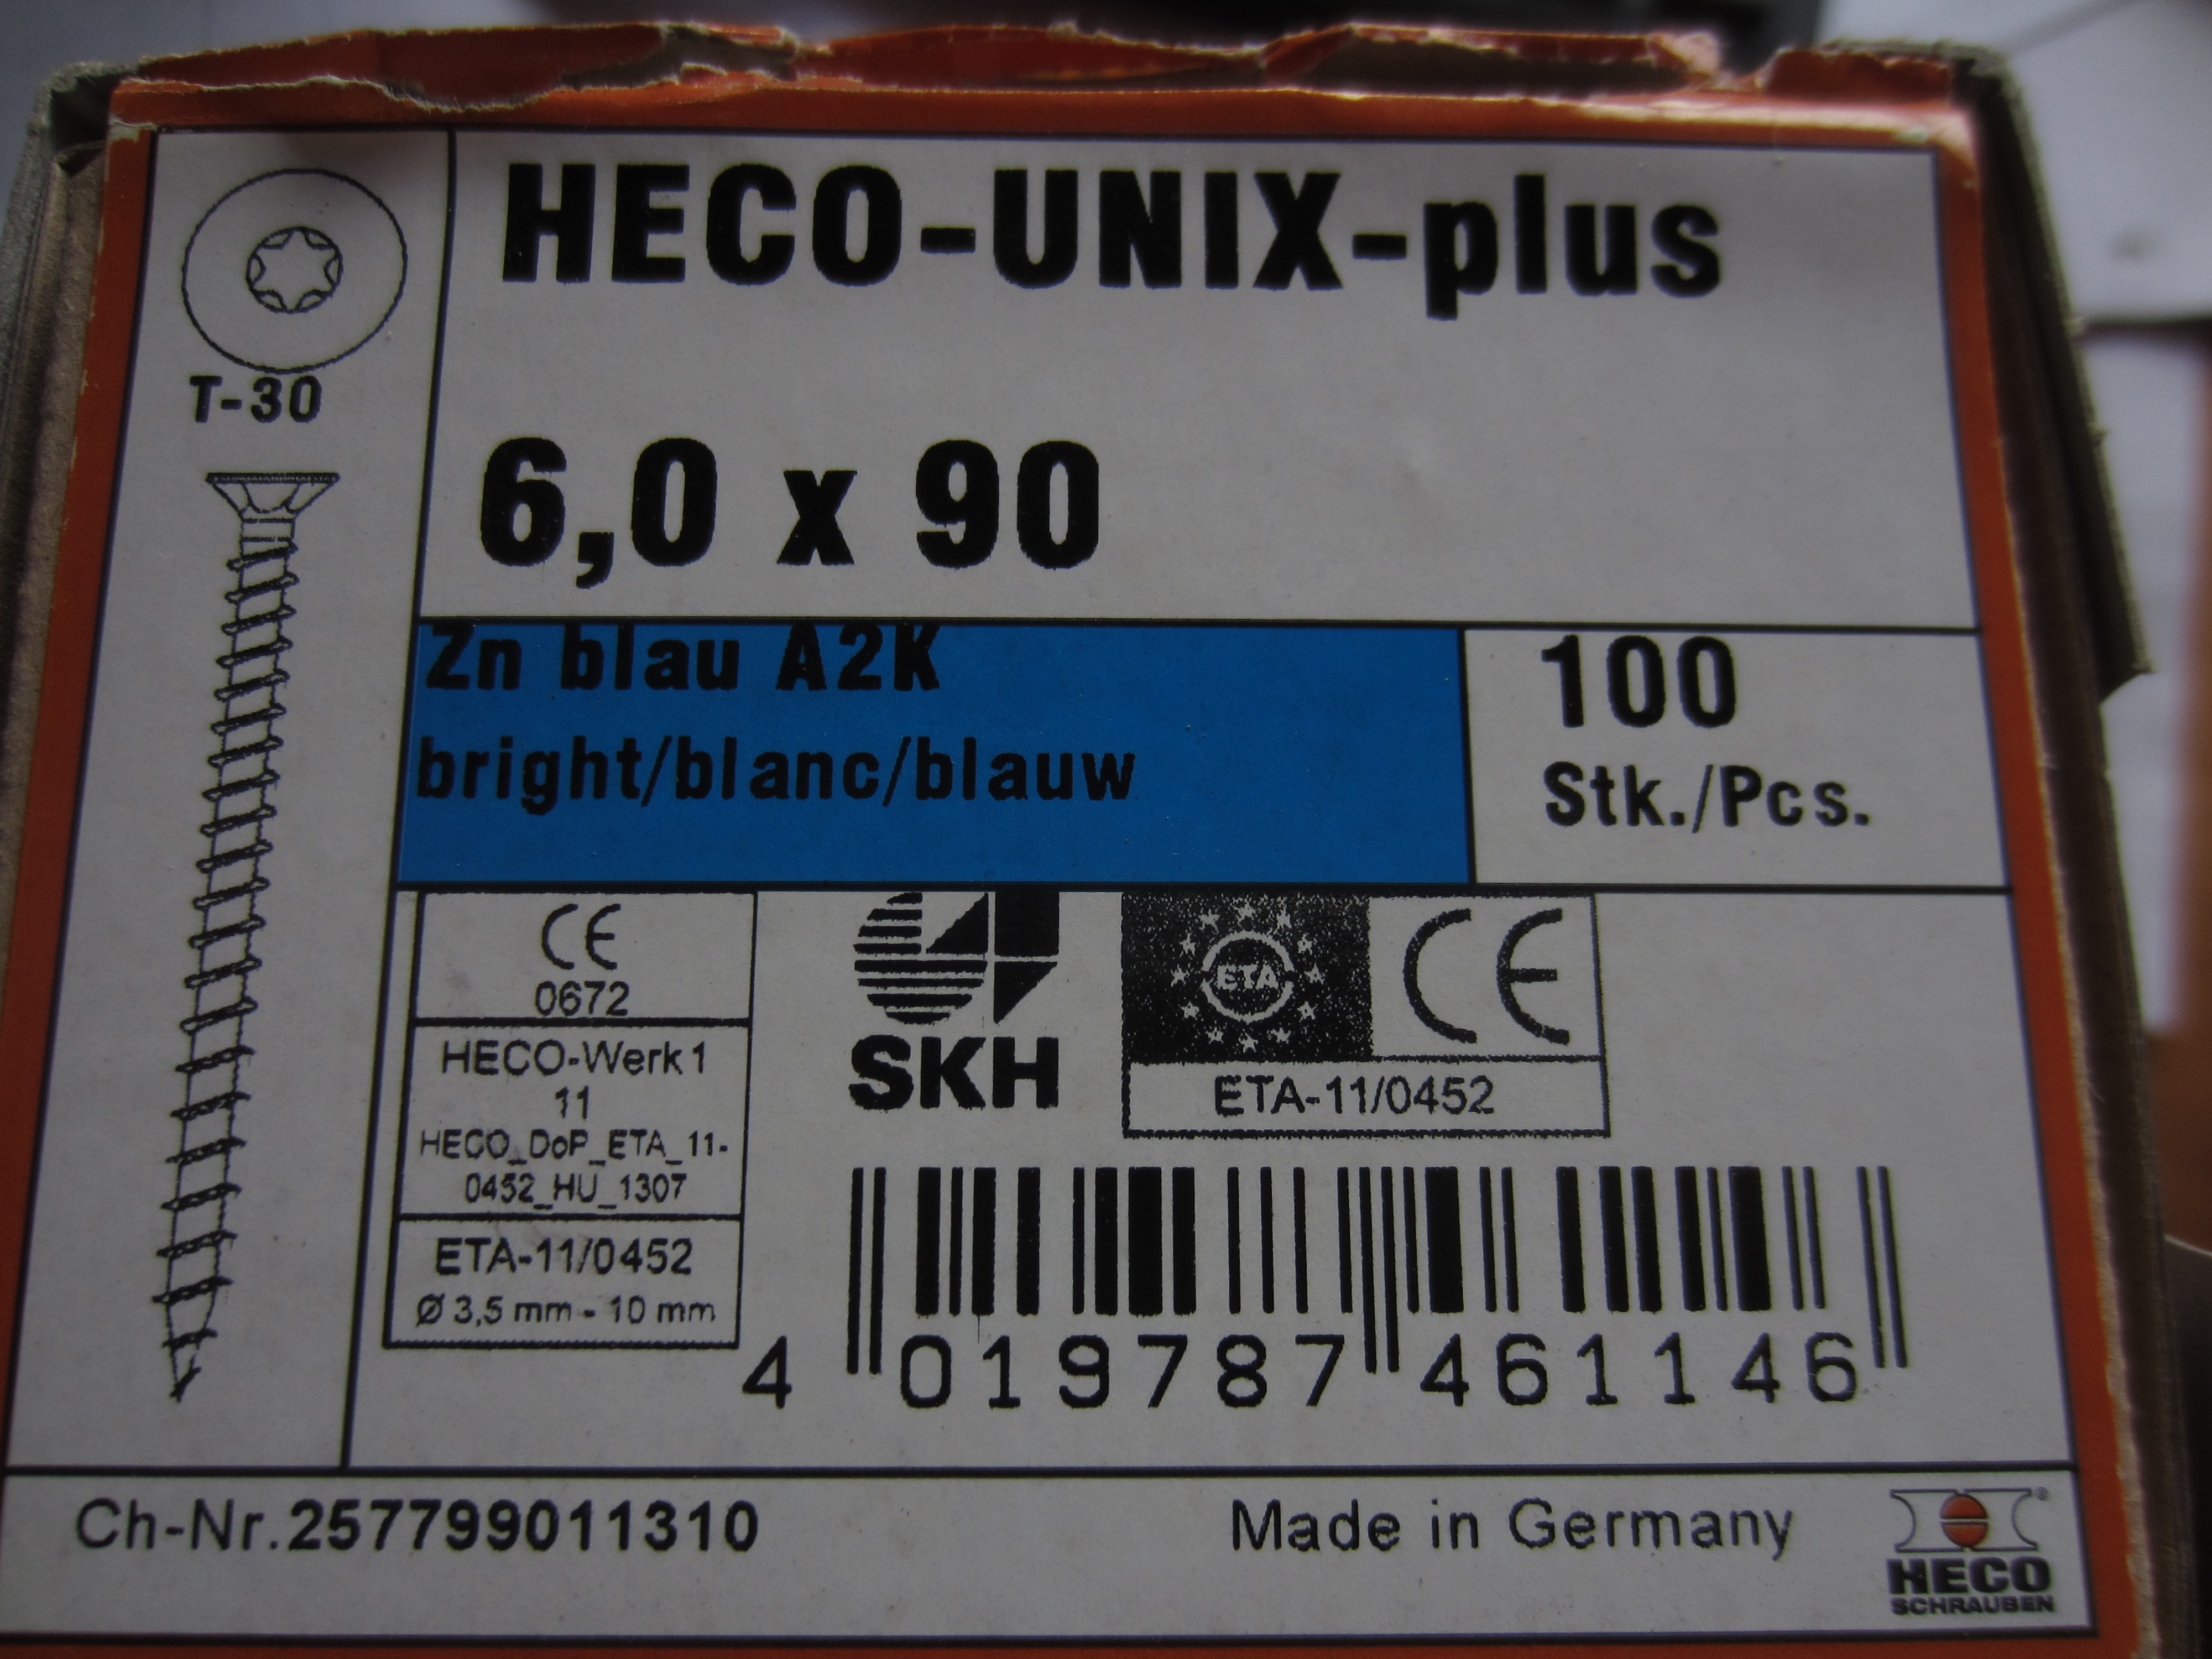 HECO-UNIX-plus
T-30
6,0 x 90
Zn blau A2K
bright/blanc/blauw
100
Stk./Pcs.
CE
0672
HECO-Werk1
11
HECO_DoP_ETA_11-
0452_HU_1307
ETA-11/0452
Ø 3,5 mm - 10 mm
SKH
ETA
CE
ETA-11/0452
4 019787 461146
Ch-Nr.257799011310
Made in Germany
®
HECO
SCHRAUBEN